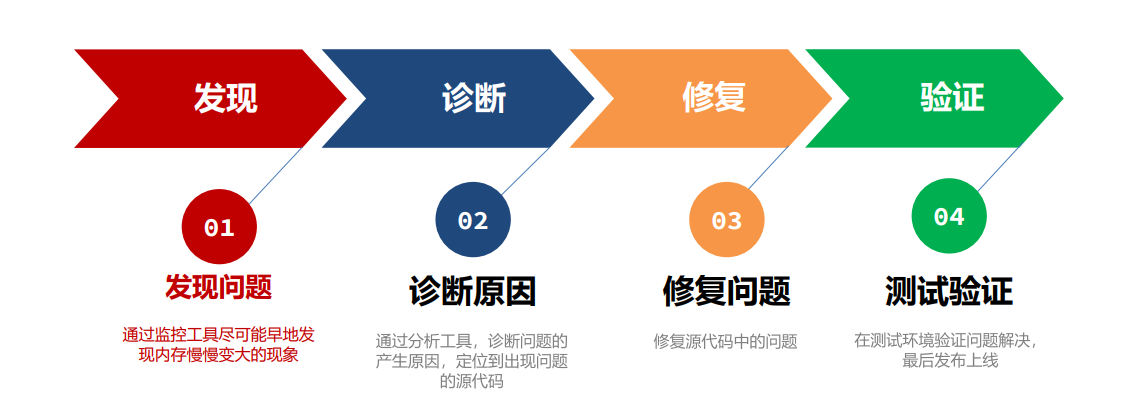 发现
诊断
修复
验证
01
02
03
04
发现问题
诊断原因
修复问题
测试验证
通过监控工具尽可能早地发
现内存慢慢变大的现象
通过分析工具，诊断问题的
产生原因，定位到出现问题
的源代码
修复源代码中的问题
在测试环境验证问题解决，
最后发布上线